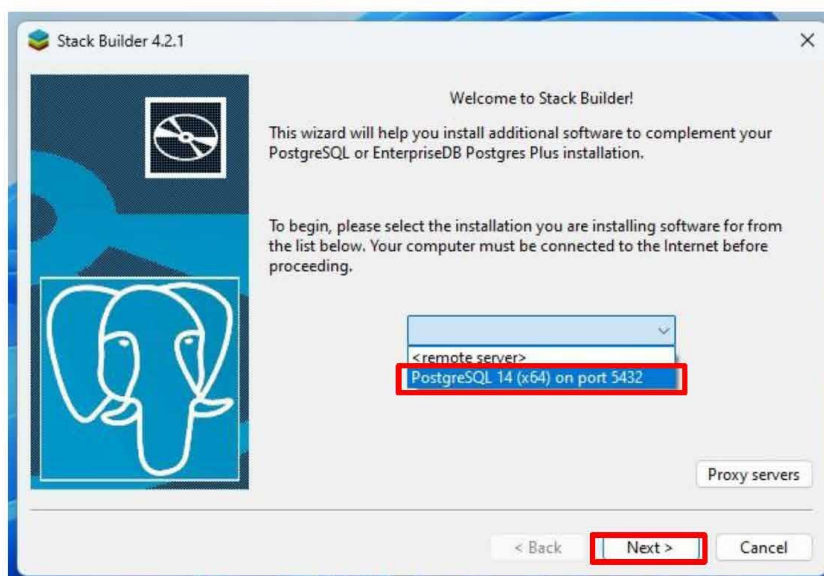 Stack Builder 4.2.1
Welcome to Stack Builder!
This wizard will help you install additional software to complement your
PostgreSQL or EnterpriseDB Postgres Plus installation.
To begin, please select the installation you are installing software for from
the list below. Your computer must be connected to the Internet before
proceeding.
<remote server>
PostgreSQL 14 (x64) on port 5432
Proxy servers
< Back
Next >
Cancel